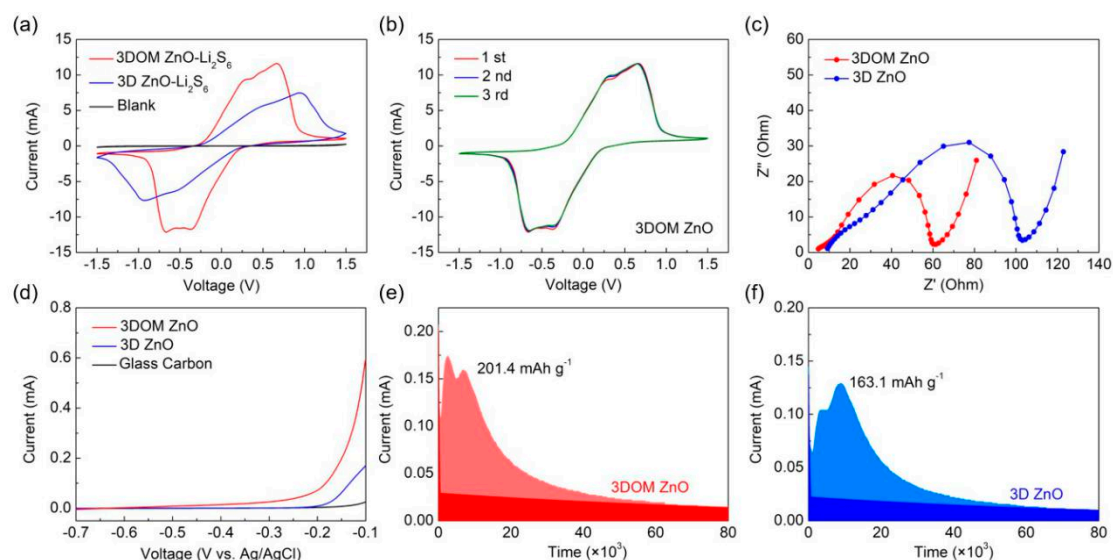 (a)
15
10
5
0
-5
-10
-15
Current (mA)
3DOM ZnO-Li₂S₆
3D ZnO-Li₂S₆
Blank
-1.5 -1.0 -0.5 0.0 0.5 1.0 1.5
Voltage (V)
(b)
15
10
5
0
-5
-10
-15
Current (mA)
1 st
2 nd
3 rd
3DOM ZnO
-1.5 -1.0 -0.5 0.0 0.5 1.0 1.5
Voltage (V)
(c)
60
50
40
30
20
10
0
Z'' (Ohm)
3DOM ZnO
3D ZnO
0 20 40 60 80 100 120 140
Z' (Ohm)
(d)
0.8
0.6
0.4
0.2
0.0
Current (mA)
3DOM ZnO
3D ZnO
Glass Carbon
-0.7 -0.6 -0.5 -0.4 -0.3 -0.2 -0.1
Voltage (V vs. Ag/AgCl)
(e)
0.20
0.15
0.10
0.05
0.00
Current (mA)
201.4 mAh g⁻¹
3DOM ZnO
0 20 40 60 80
Time (×10³)
(f)
0.20
0.15
0.10
0.05
0.00
Current (mA)
163.1 mAh g⁻¹
3D ZnO
0 20 40 60 80
Time (×10³)